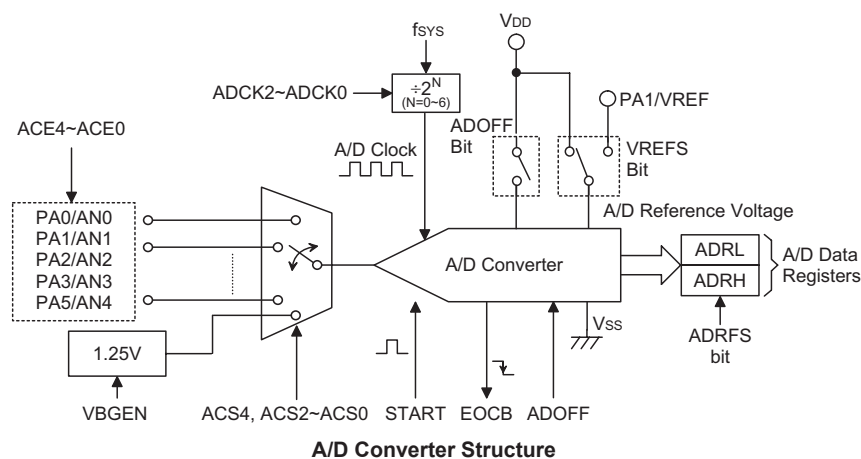 fSYS
VDD
ADCK2~ADCK0
÷2N
(N=0~6)
PA1/VREF
ACE4~ACE0
A/D Clock
ADOFF
Bit
VREFS
Bit
A/D Reference Voltage
PA0/AN0
PA1/AN1
PA2/AN2
PA3/AN3
PA5/AN4
A/D Converter
ADRL
ADRH
A/D Data
Registers
VSS
ADRFS
bit
1.25V
VBGEN
ACS4, ACS2~ACS0
START
EOCB
ADOFF
A/D Converter Structure